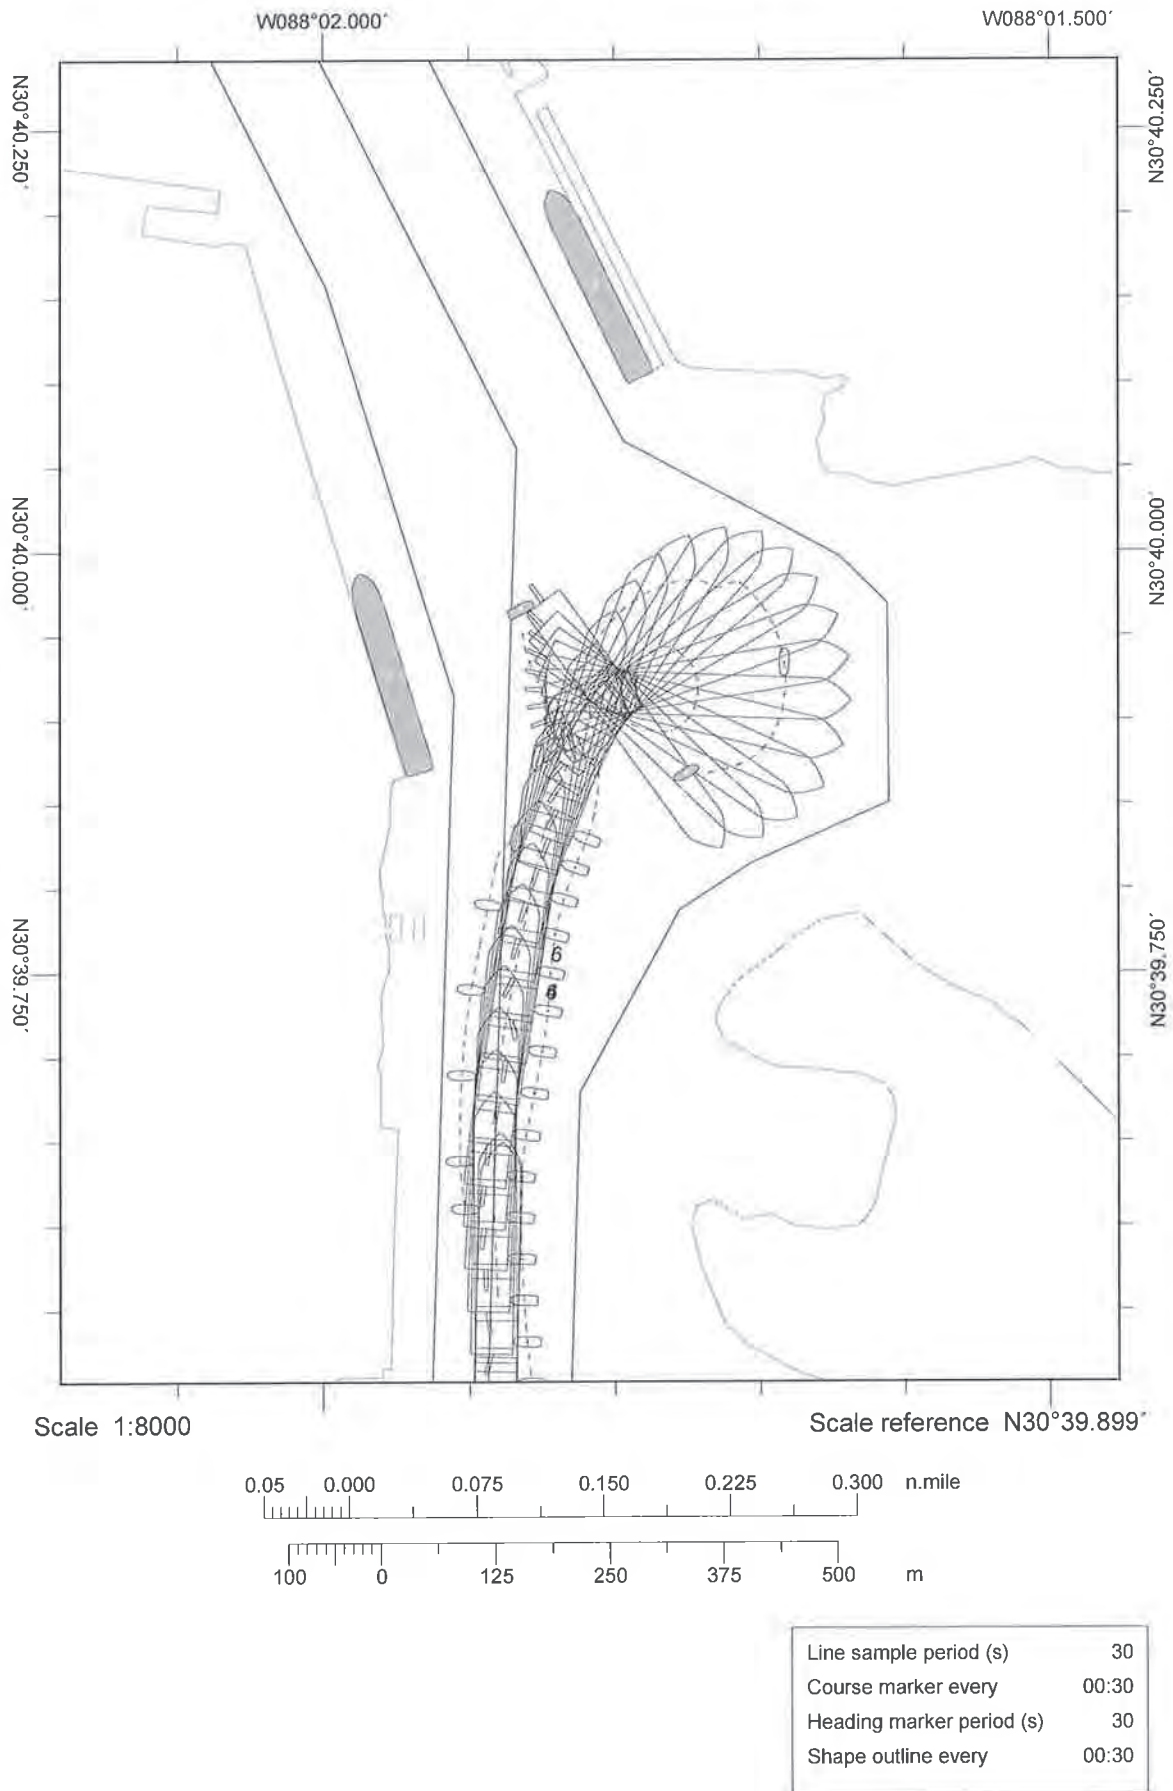 W088°02.000´ W088°01.500´
N30°40.250´ N30°40.250´
N30°40.000´ N30°40.000´
N30°39.750´ N30°39.750´
6
6
Scale 1:8000 Scale reference N30°39.899´
0.05 0.000 0.075 0.150 0.225 0.300 n.mile
100 0 125 250 375 500 m
Line sample period (s) 30
Course marker every 00:30
Heading marker period (s) 30
Shape outline every 00:30